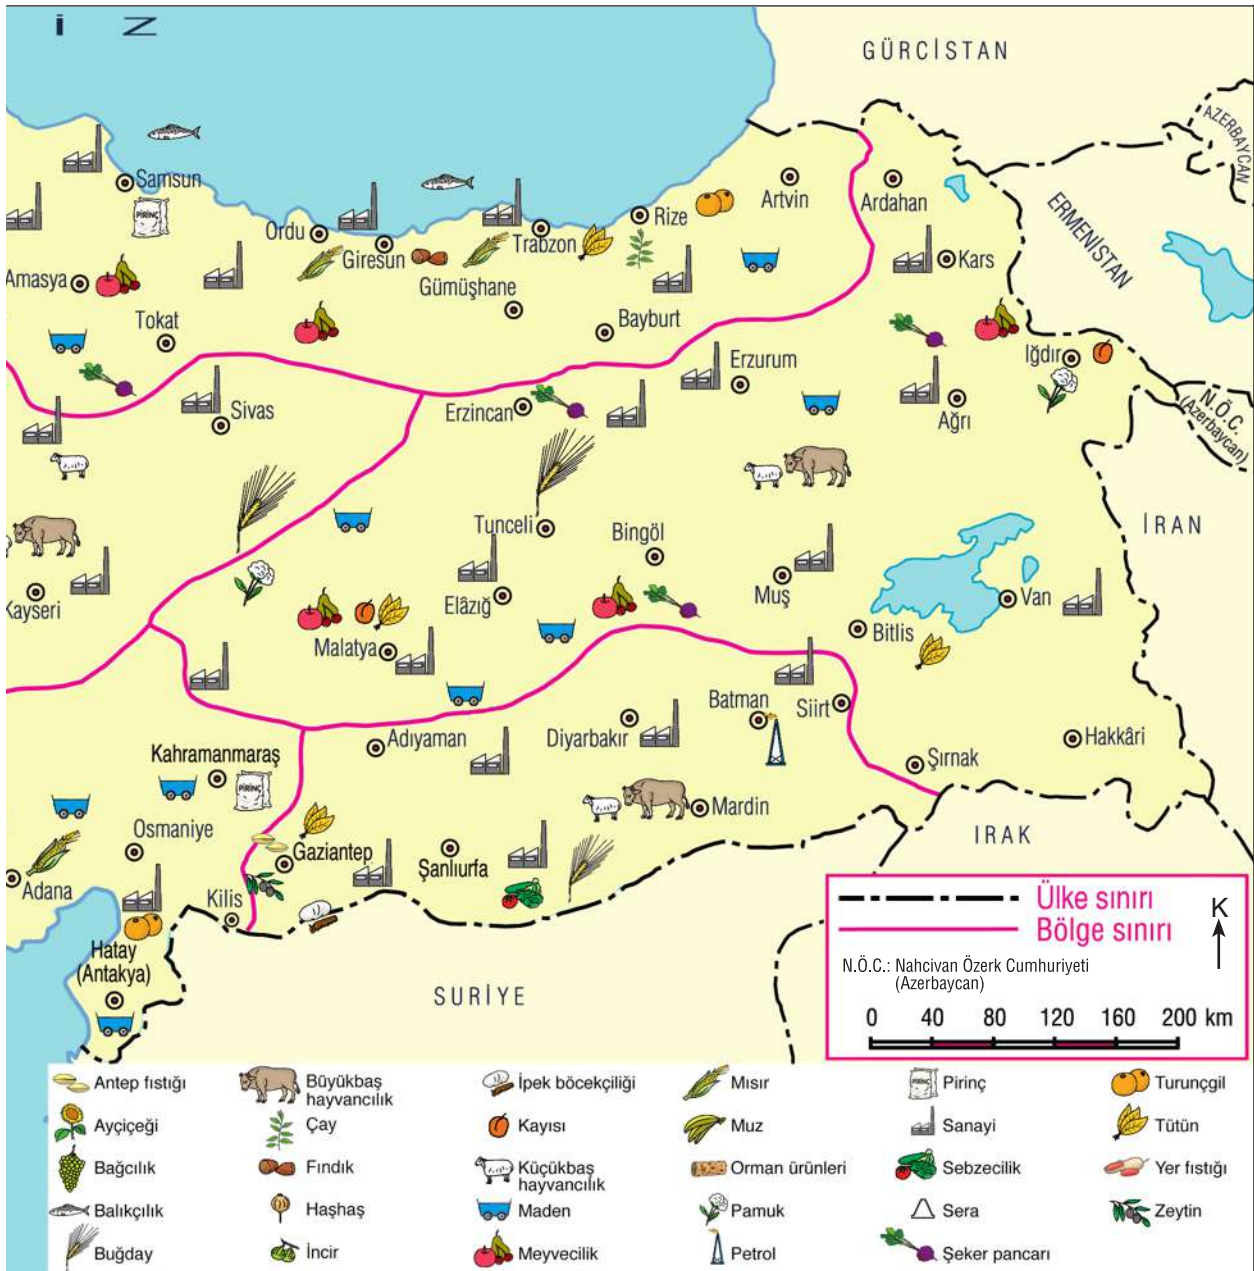 İ Z
GÜRCİSTAN
AZERBAYCAN
ERMENİSTAN
Samsun
PİRİNÇ
Ordu
Giresun
Trabzon
Rize
Artvin
Ardahan
Kars
Amasya
Gümüşhane
Tokat
Bayburt
Iğdır
Erzurum
N.Ö.C.
(Azerbaycan)
Sivas
Erzincan
Ağrı
Tunceli
Bingöl
İRAN
Kayseri
Elâzığ
Muş
Van
Malatya
Bitlis
Batman
Siirt
Adıyaman
Diyarbakır
Hakkâri
Kahramanmaraş
Şırnak
PİRİNÇ
Mardin
Osmaniye
IRAK
Gaziantep
Şanlıurfa
Adana
Kilis
Hatay
(Antakya)
SURİYE
Ülke sınırı
K
Bölge sınırı
N.Ö.C.: Nahcivan Özerk Cumhuriyeti
(Azerbaycan)
0 40 80 120 160 200 km
Antep fıstığı
Büyükbaş
hayvancılık
İpek böcekçiliği
Mısır
PİRİNÇ
Pirinç
Turunçgil
Ayçiçeği
Çay
Kayısı
Muz
Sanayi
Tütün
Bağcılık
Fındık
Küçükbaş
hayvancılık
Orman ürünleri
Sebzecilik
Yer fıstığı
Balıkçılık
Haşhaş
Maden
Pamuk
Sera
Zeytin
Buğday
İncir
Meyvecilik
Petrol
Şeker pancarı